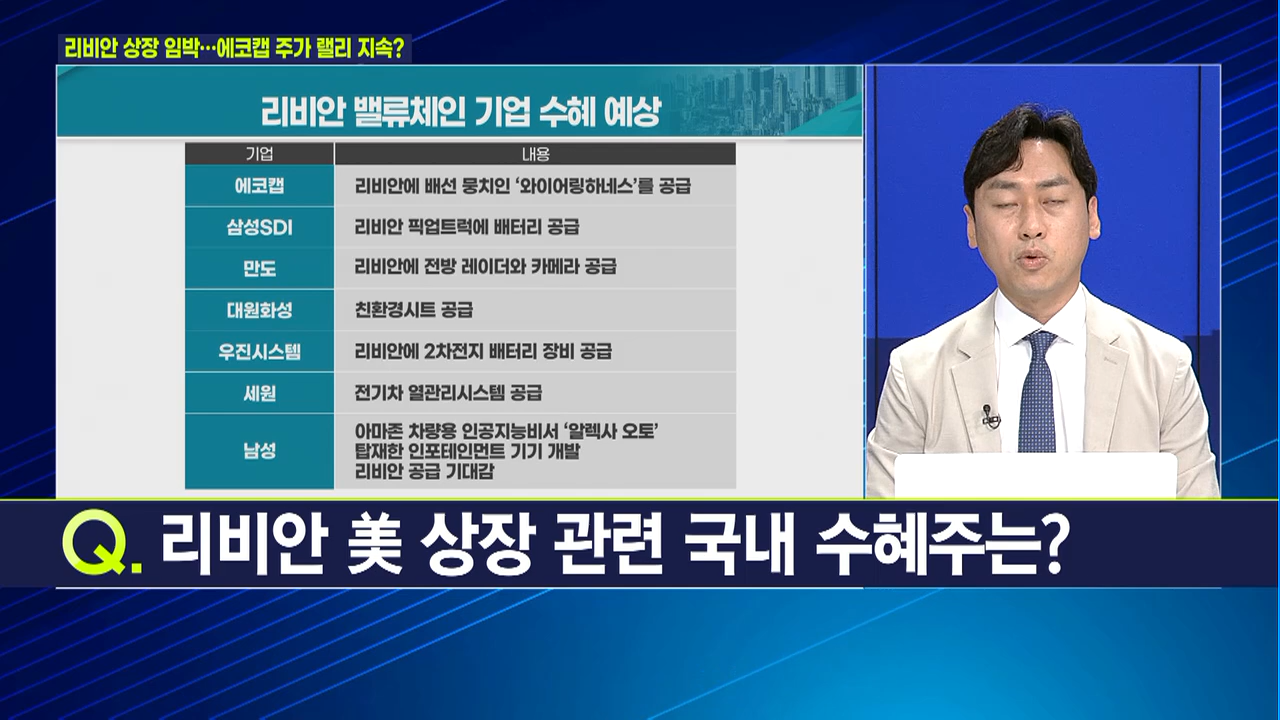 리비안 상장 임박…에코캡 주가 랠리 지속?
리비안 밸류체인 기업 수혜 예상
기업 내용
에코캡 리비안에 배선 뭉치인 '와이어링하네스'를 공급
삼성SDI 리비안 픽업트럭에 배터리 공급
만도 리비안에 전방 레이더와 카메라 공급
대원화성 친환경시트 공급
우진시스템 리비안에 2차전지 배터리 장비 공급
세원 전기차 열관리시스템 공급
남성 아마존 차량용 인공지능비서 '알렉사 오토'
탑재한 인포테인먼트 기기 개발
리비안 공급 기대감
Q. 리비안 美 상장 관련 국내 수혜주는?